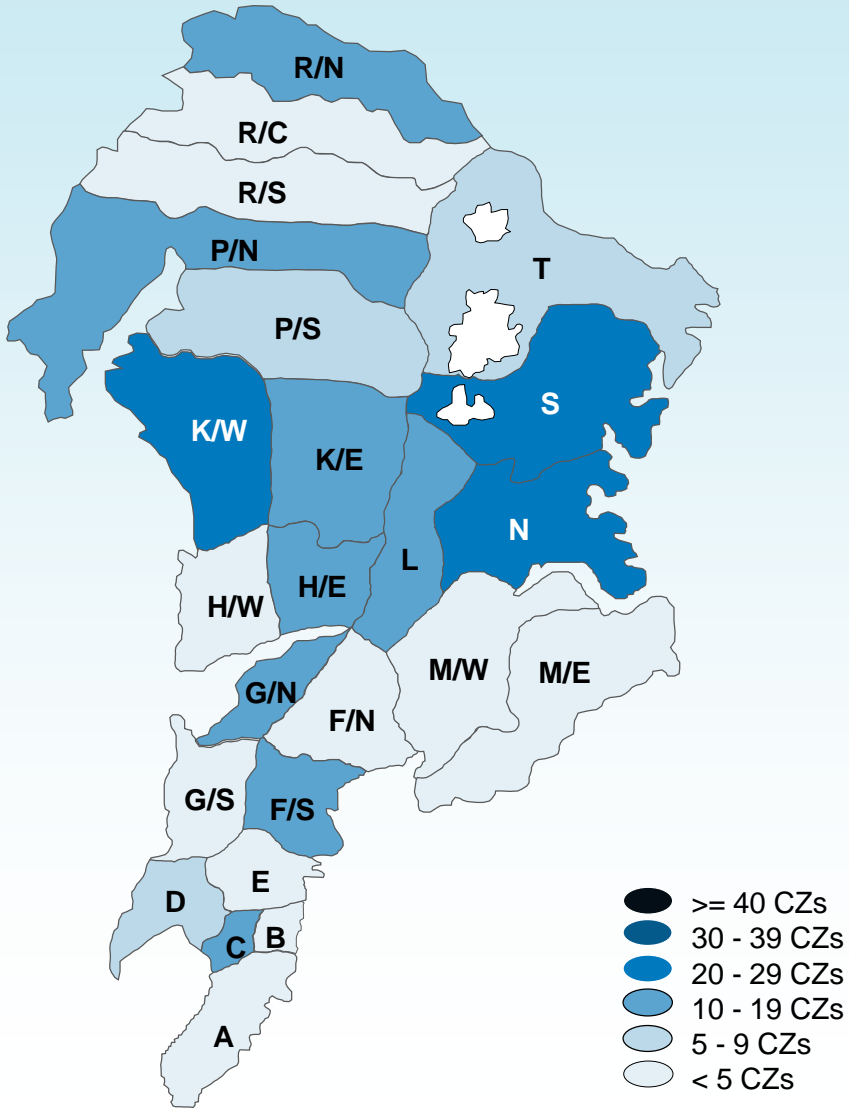 R/N
R/C
R/S
P/N
T
P/S
S
K/W
K/E
N
L
H/E
H/W
M/W
M/E
G/N
F/N
G/S
F/S
E
D
B
C
A
>= 40 CZs
30 - 39 CZs
20 - 29 CZs
10 - 19 CZs
5 - 9 CZs
< 5 CZs